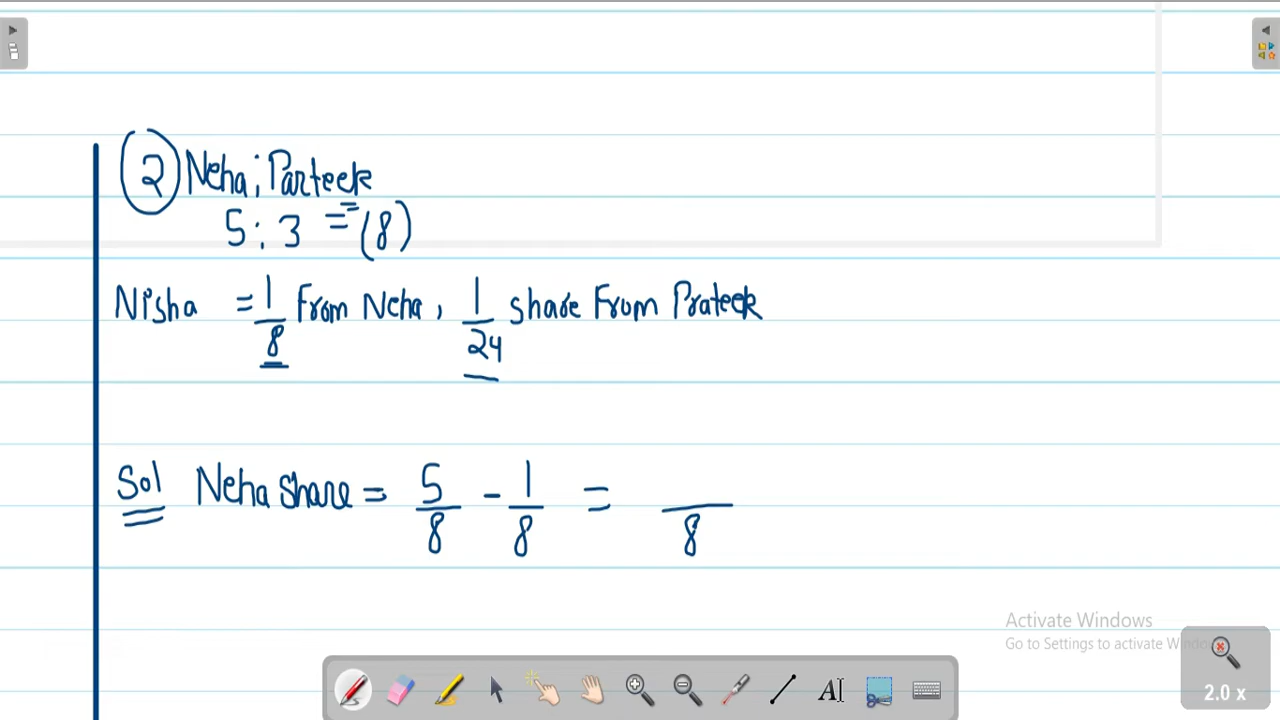 2 Neha ; Parteek
5 : 3 = (8)
Nisha = 1/8 From Neha , 1/24 share From Prateek
Sol Neha share = 5/8 - 1/8 = /8
Activate Windows
Go to Settings to activate W
AI
2.0 x